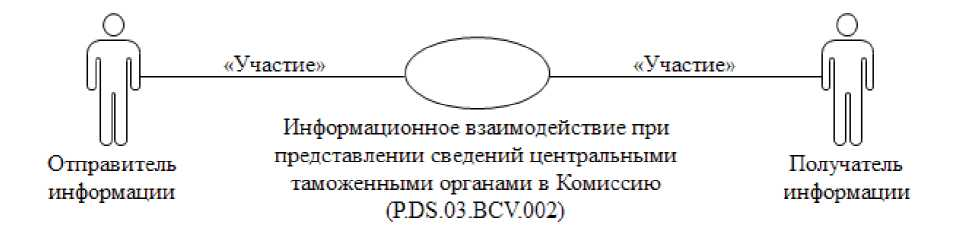 «Участие»
«Участие»
Информационное взаимодействие при
представлении сведений центральными
таможенными органами в Комиссию
(P.DS.03.BCV.002)
Отправитель
информации
Получатель
информации